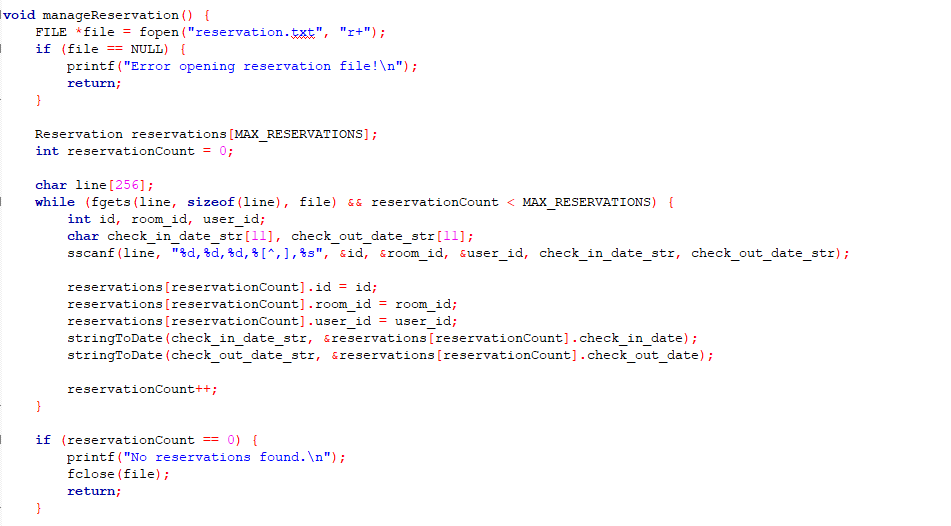 void manageReservation() {
    FILE *file = fopen("reservation.txt", "r+");
    if (file == NULL) {
        printf("Error opening reservation file!\n");
        return;
    }

    Reservation reservations[MAX_RESERVATIONS];
    int reservationCount = 0;

    char line[256];
    while (fgets(line, sizeof(line), file) && reservationCount < MAX_RESERVATIONS) {
        int id, room_id, user_id;
        char check_in_date_str[11], check_out_date_str[11];
        sscanf(line, "%d,%d,%d,%[^,],%s", &id, &room_id, &user_id, check_in_date_str, check_out_date_str);

        reservations[reservationCount].id = id;
        reservations[reservationCount].room_id = room_id;
        reservations[reservationCount].user_id = user_id;
        stringToDate(check_in_date_str, &reservations[reservationCount].check_in_date);
        stringToDate(check_out_date_str, &reservations[reservationCount].check_out_date);

        reservationCount++;
    }

    if (reservationCount == 0) {
        printf("No reservations found.\n");
        fclose(file);
        return;
    }